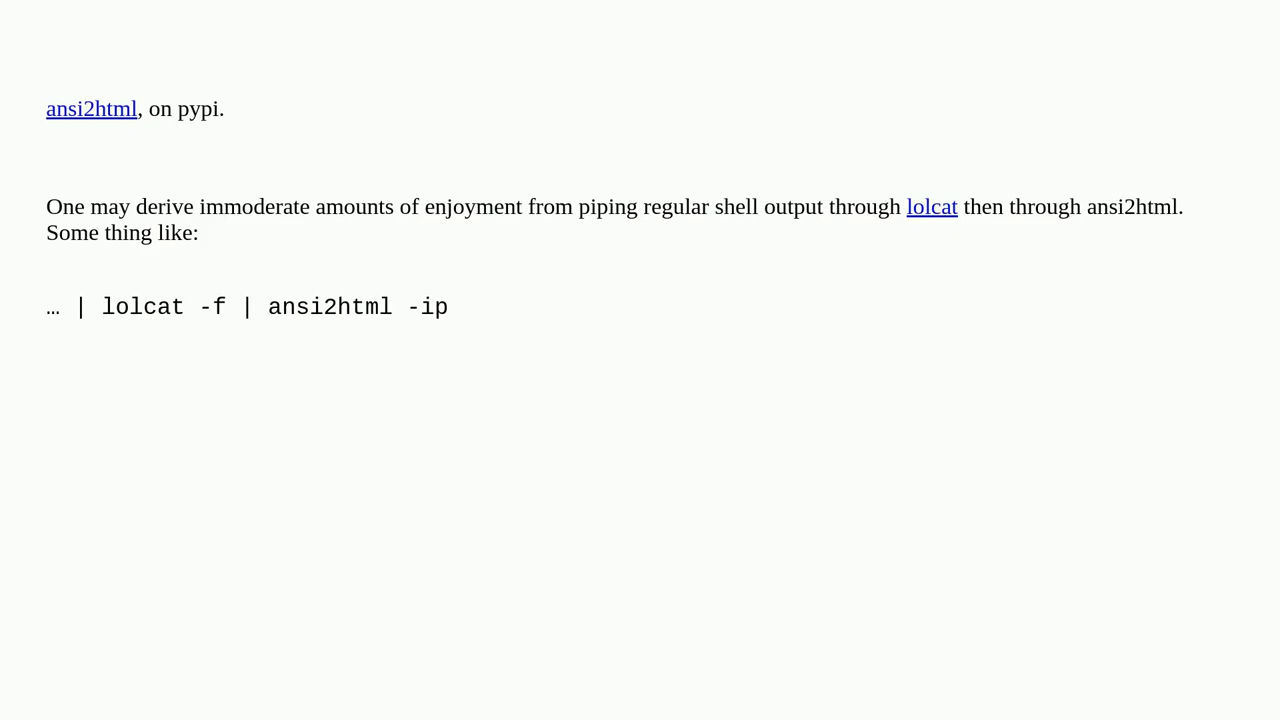 ansi2html, on pypi.
One may derive immoderate amounts of enjoyment from piping regular shell output through lolcat then through ansi2html.
Some thing like:
… | lolcat -f | ansi2html -ip